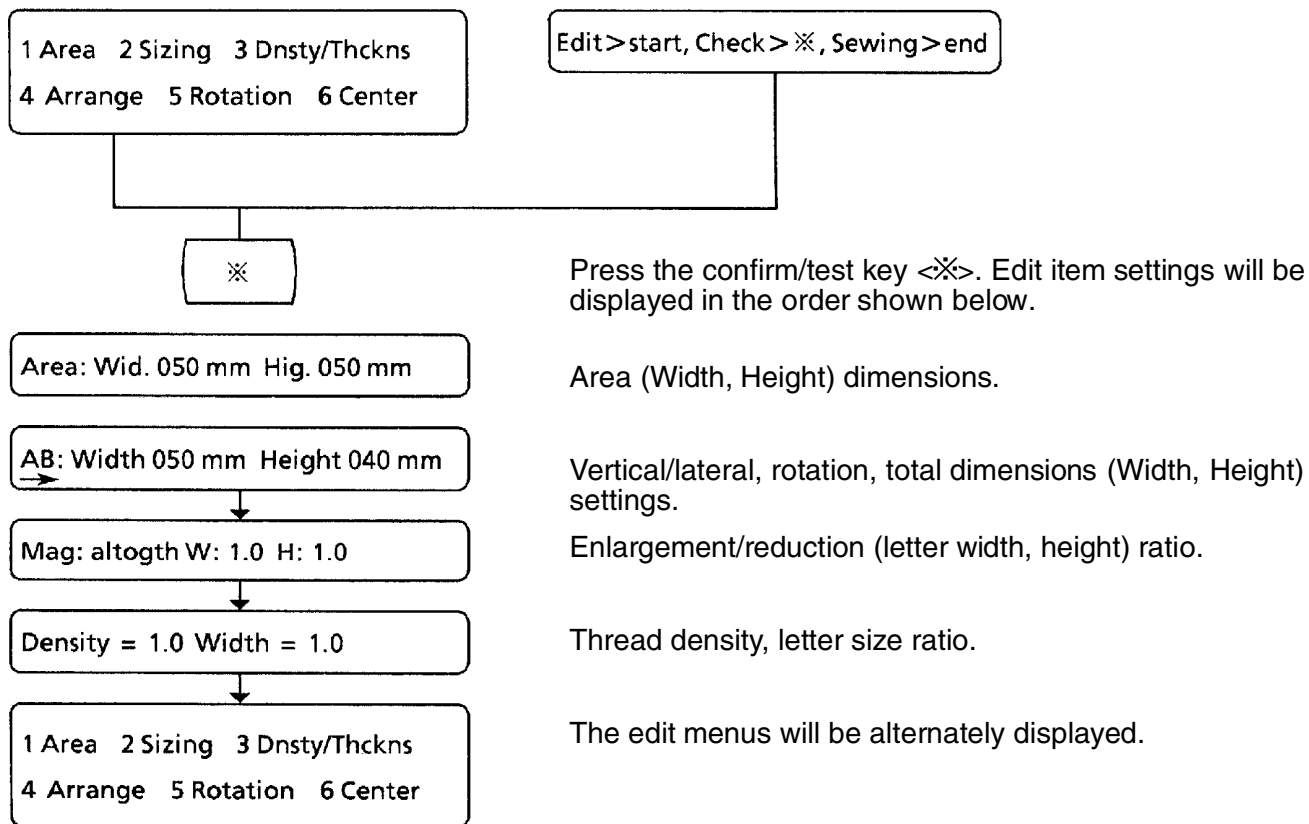 1 Area 2 Sizing 3 Dnsty/Thckns
4 Arrange 5 Rotation 6 Center
Edit>start, Check>※, Sewing>end
※
Press the confirm/test key <※>. Edit item settings will be
displayed in the order shown below.
Area: Wid. 050 mm Hig. 050 mm
Area (Width, Height) dimensions.
AB: Width 050 mm Height 040 mm
Vertical/lateral, rotation, total dimensions (Width, Height)
settings.
Mag: altogth W: 1.0 H: 1.0
Enlargement/reduction (letter width, height) ratio.
Density = 1.0 Width = 1.0
Thread density, letter size ratio.
1 Area 2 Sizing 3 Dnsty/Thckns
4 Arrange 5 Rotation 6 Center
The edit menus will be alternately displayed.